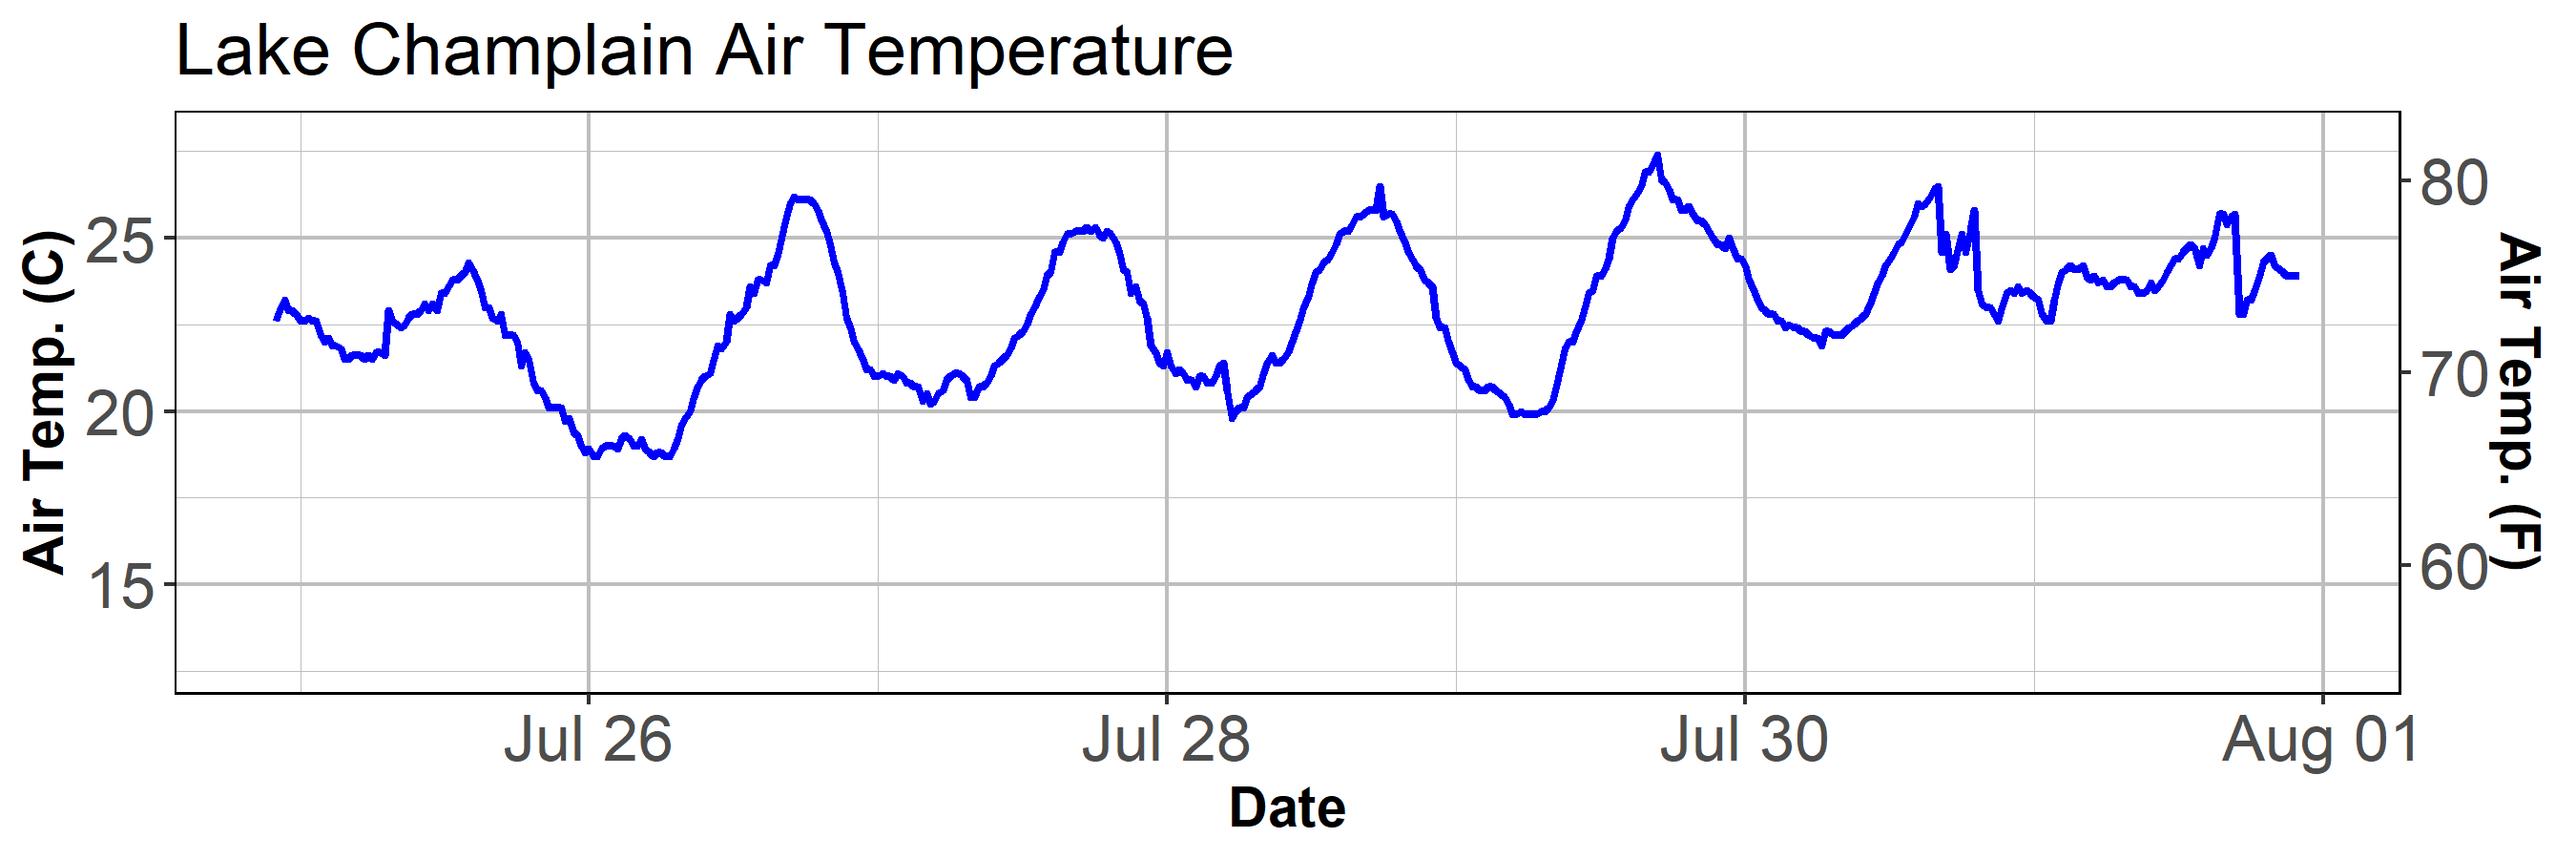 Lake Champlain Air Temperature
Air Temp. (C)
25
20
15
80
70
60
Air Temp. (F)
Jul 26
Jul 28
Jul 30
Aug 01
Date